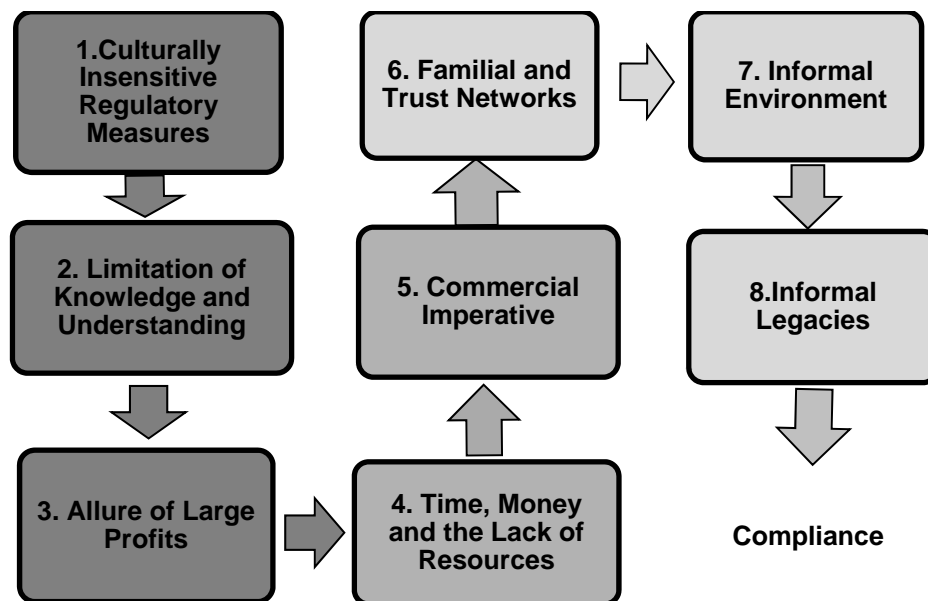 1.Culturally
Insensitive
Regulatory
Measures
2. Limitation of
Knowledge and
Understanding
3. Allure of Large
Profits
4. Time, Money
and the Lack of
Resources
5. Commercial
Imperative
6. Familial and
Trust Networks
7. Informal
Environment
8.Informal
Legacies
Compliance